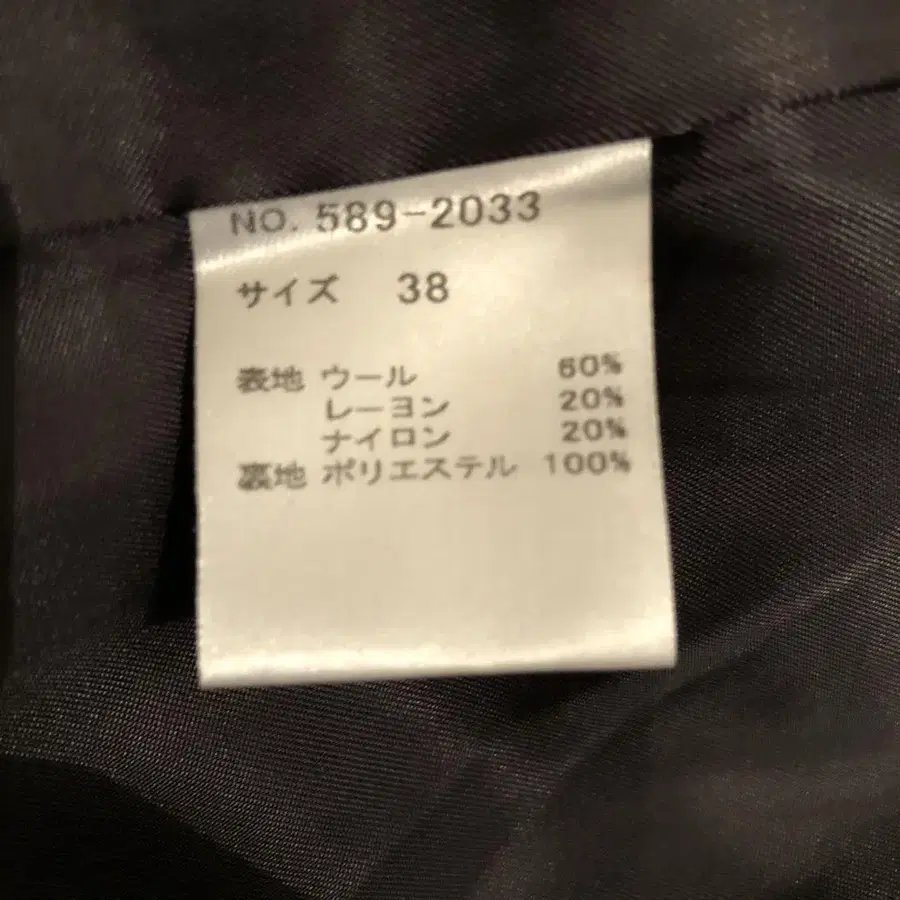 NO. 589-2033
サイズ 38
表地 ウール 60%
レーヨン 20%
ナイロン 20%
裏地 ポリエステル 100%